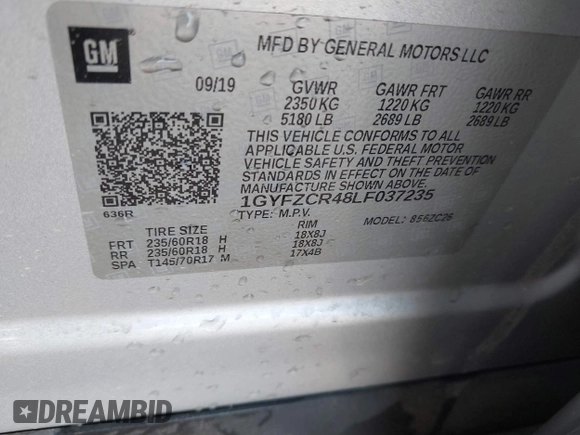 GM
MFD BY GENERAL MOTORS LLC
09/19 GVWR GAWR FRT GAWR RR
2350 KG 1220 KG 1220 KG
5180 LB 2689 LB 2689 LB
THIS VEHICLE CONFORMS TO ALL
APPLICABLE U.S. FEDERAL MOTOR
VEHICLE SAFETY AND THEFT PREVENTION
STANDARDS IN EFFECT ON THE DATE OF
MANUFACTURE SHOWN ABOVE.
1GYFZCR48LF037235
636R TYPE: M.P.V. MODEL: 856ZC26
TIRE SIZE RIM
FRT 235/60R18 H 18X8J
RR 235/60R18 H 18X8J
SPA T145/70R17 M 17X4B
DREAMBID